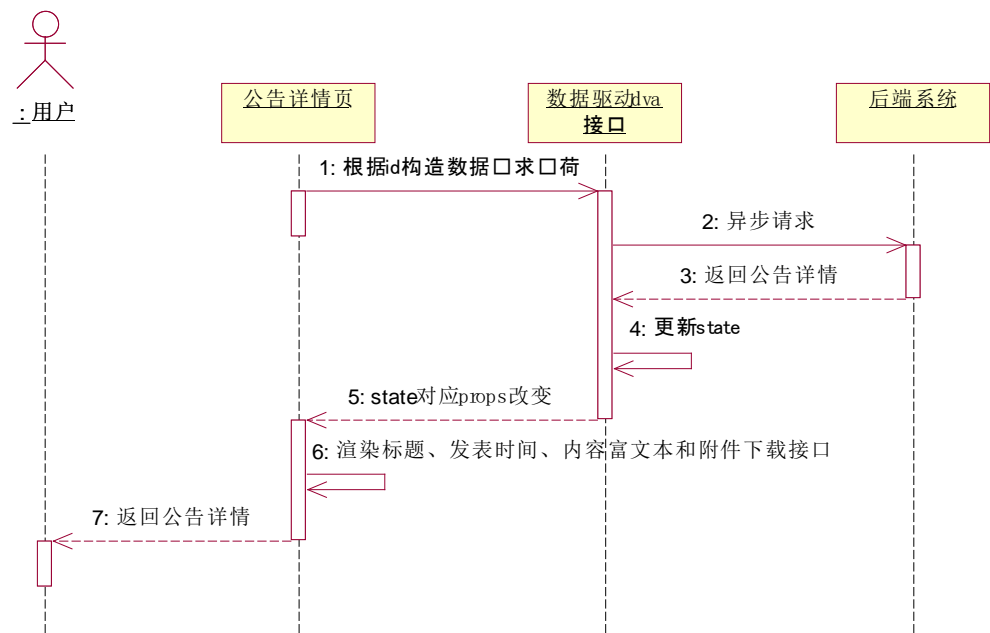 : 用户
公告详情页
数据驱动dva
接口
后端系统
1: 根据id构造数据□求□荷
2: 异步请求
3: 返回公告详情
4: 更新state
5: state对应props改变
6: 渲染标题、发表时间、内容富文本和附件下载接口
7: 返回公告详情